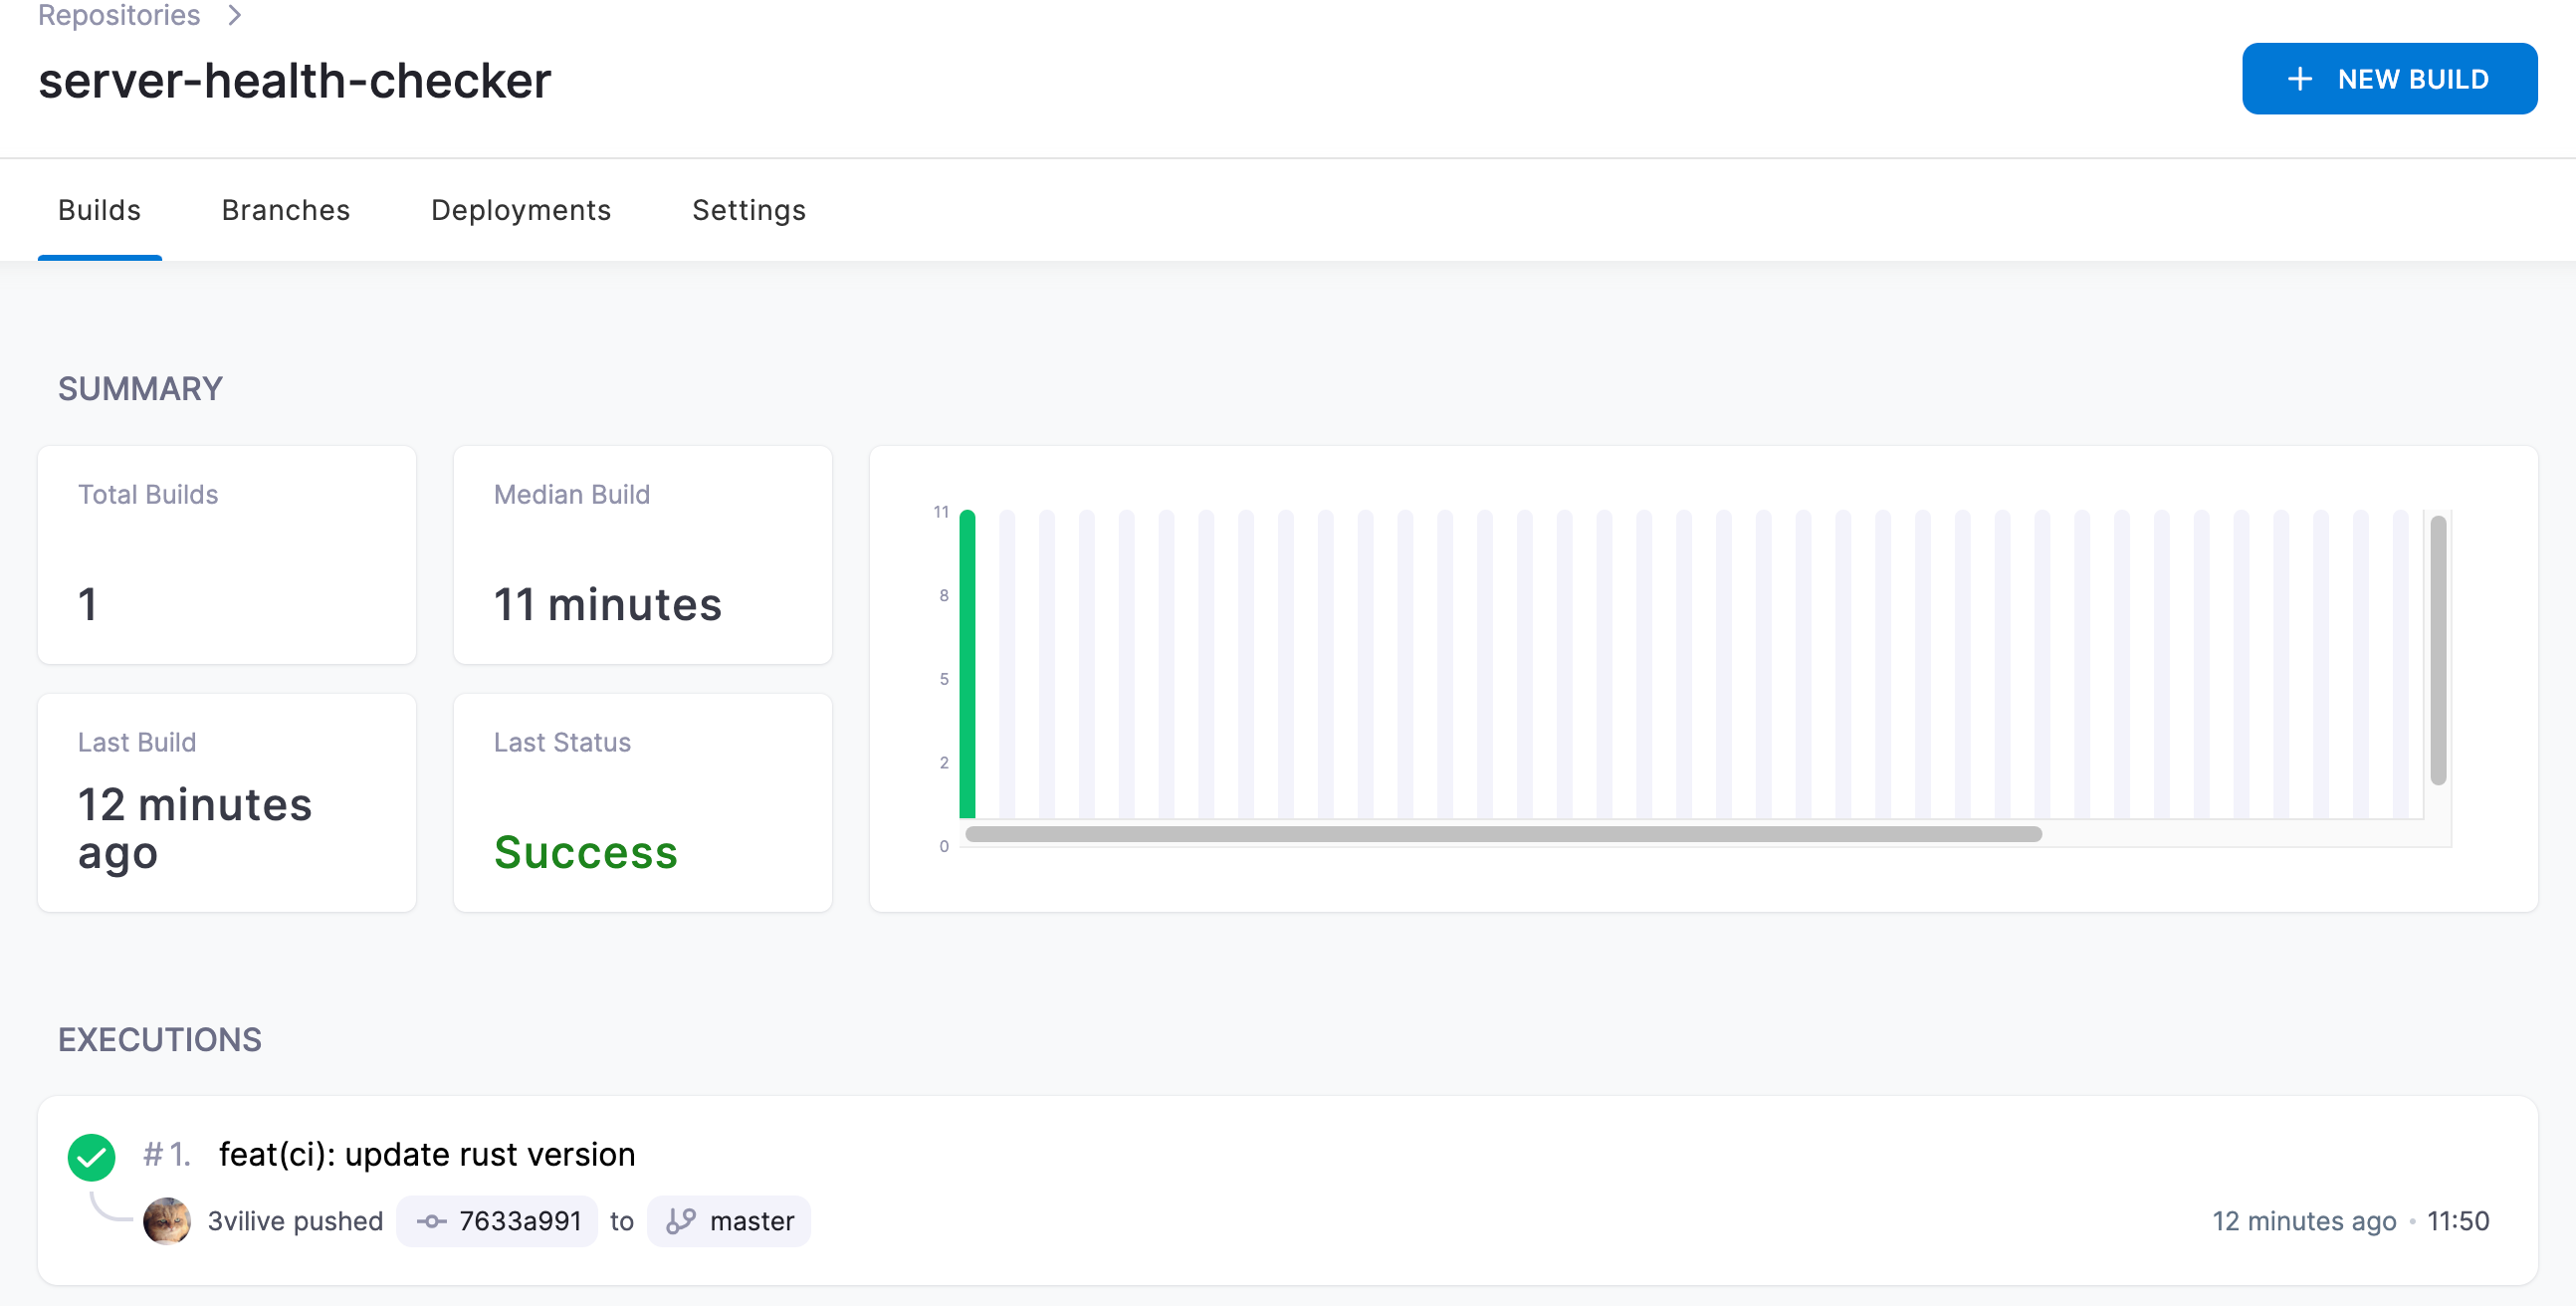 Repositories
server-health-checker
+ NEW BUILD
Builds Branches Deployments Settings
SUMMARY
Total Builds
1
Median Build
11 minutes
Last Build
12 minutes
ago
Last Status
Success
11
8
5
2
0
EXECUTIONS
#1. feat(ci): update rust version
3vilive pushed 7633a991 to master
12 minutes ago • 11:50